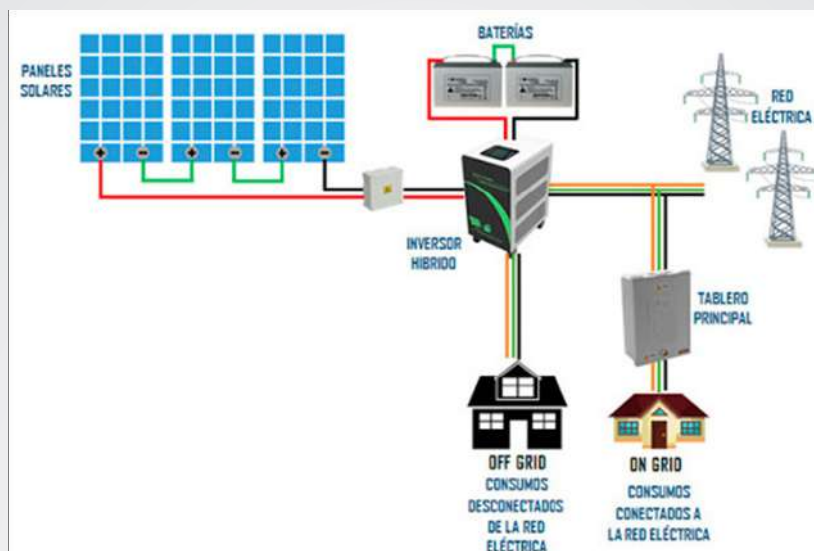 BATERÍAS
PANELES
SOLARES
RED
ELÉCTRICA
INVERSOR
HIBRIDO
TABLERO
PRINCIPAL
OFF GRID
CONSUMOS
DESCONECTADOS
DE LA RED
ELÉCTRICA
ON GRID
CONSUMOS
CONECTADOS A
LA RED ELÉCTRICA